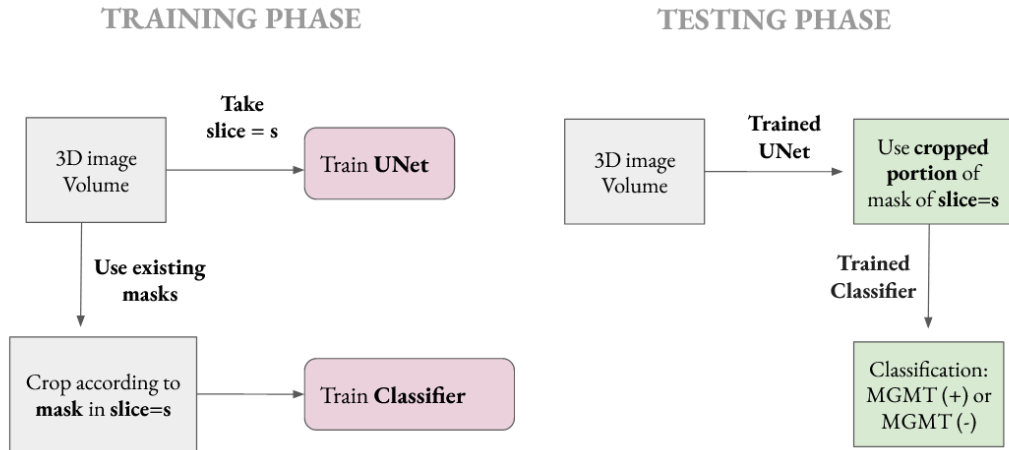 TRAINING PHASE
Take
slice = s
3D image
Volume
Train UNet
Use existing
masks
Crop according to
mask in slice=s
Train Classifier
TESTING PHASE
3D image
Volume
Trained
UNet
Use cropped
portion of
mask of slice=s
Trained
Classifier
Classification:
MGMT (+) or
MGMT (-)